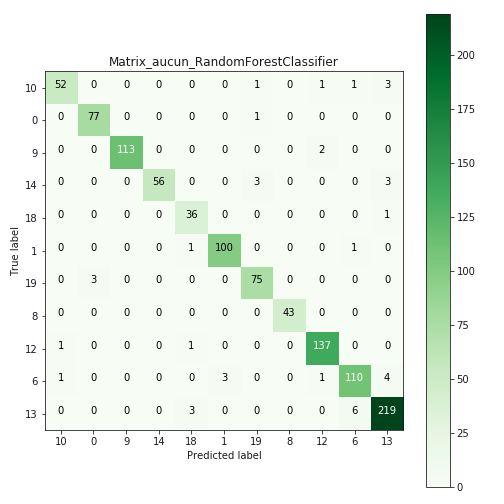 Matrix_aucun_RandomForestClassifier
10 52 0 0 0 0 0 1 0 1 1 3
0 0 77 0 0 0 0 1 0 0 0 0
9 0 0 113 0 0 0 0 0 2 0 0
14 0 0 0 56 0 0 3 0 0 0 3
18 0 0 0 0 36 0 0 0 0 0 1
1 0 0 0 0 1 100 0 0 0 1 0
19 0 3 0 0 0 0 75 0 0 0 0
8 0 0 0 0 0 0 0 43 0 0 0
12 1 0 0 0 1 0 0 0 137 0 0
6 1 0 0 0 0 3 0 0 1 110 4
13 0 0 0 0 3 0 0 0 0 6 219
10 0 9 14 18 1 19 8 12 6 13
True label
Predicted label
200
175
150
125
100
75
50
25
0